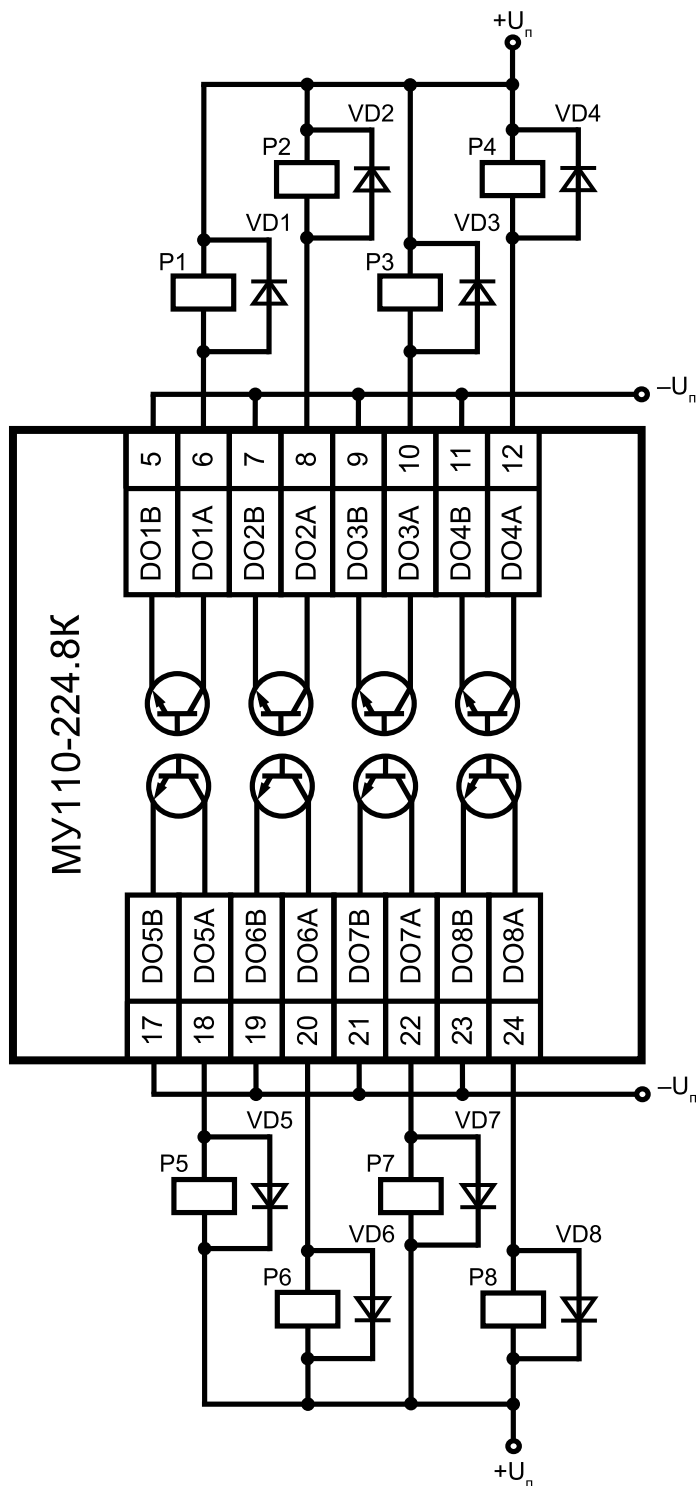 +Uп
VD2
VD4
P2
P4
VD1
VD3
P1
P3
–Uп
5 6 7 8 9 10 11 12
DO1B DO1A DO2B DO2A DO3B DO3A DO4B DO4A
МУ110-224.8К
DO5B DO5A DO6B DO6A DO7B DO7A DO8B DO8A
17 18 19 20 21 22 23 24
–Uп
VD5
VD7
P5
P7
VD6
VD8
P6
P8
+Uп